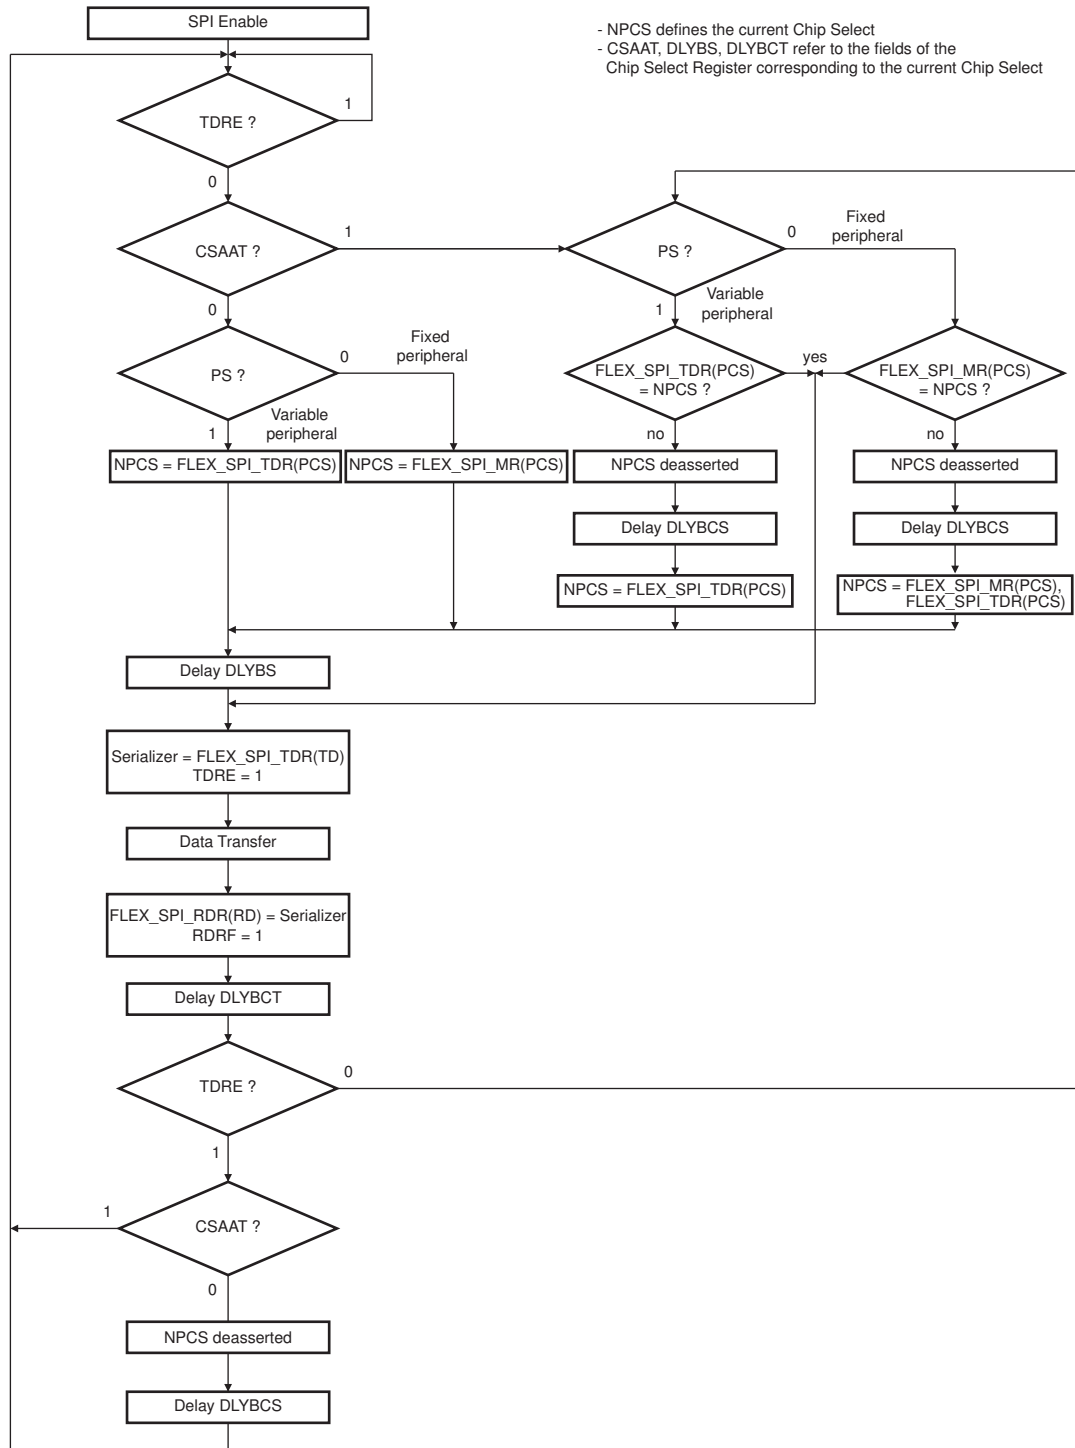 SPI Enable
- NPCS defines the current Chip Select
- CSAAT, DLYBS, DLYBCT refer to the fields of the
Chip Select Register corresponding to the current Chip Select
TDRE ?
1
0
CSAAT ?
1
0
PS ?
0
Fixed
peripheral
1
Variable
peripheral
PS ?
0
Fixed
peripheral
1
Variable
peripheral
FLEX_SPI_TDR(PCS)
= NPCS ?
yes
FLEX_SPI_MR(PCS)
= NPCS ?
no
no
NPCS = FLEX_SPI_TDR(PCS)
NPCS = FLEX_SPI_MR(PCS)
NPCS deasserted
NPCS deasserted
Delay DLYBCS
Delay DLYBCS
NPCS = FLEX_SPI_TDR(PCS)
NPCS = FLEX_SPI_MR(PCS),
FLEX_SPI_TDR(PCS)
Delay DLYBS
Serializer = FLEX_SPI_TDR(TD)
TDRE = 1
Data Transfer
FLEX_SPI_RDR(RD) = Serializer
RDRF = 1
Delay DLYBCT
TDRE ?
0
1
CSAAT ?
1
0
NPCS deasserted
Delay DLYBCS